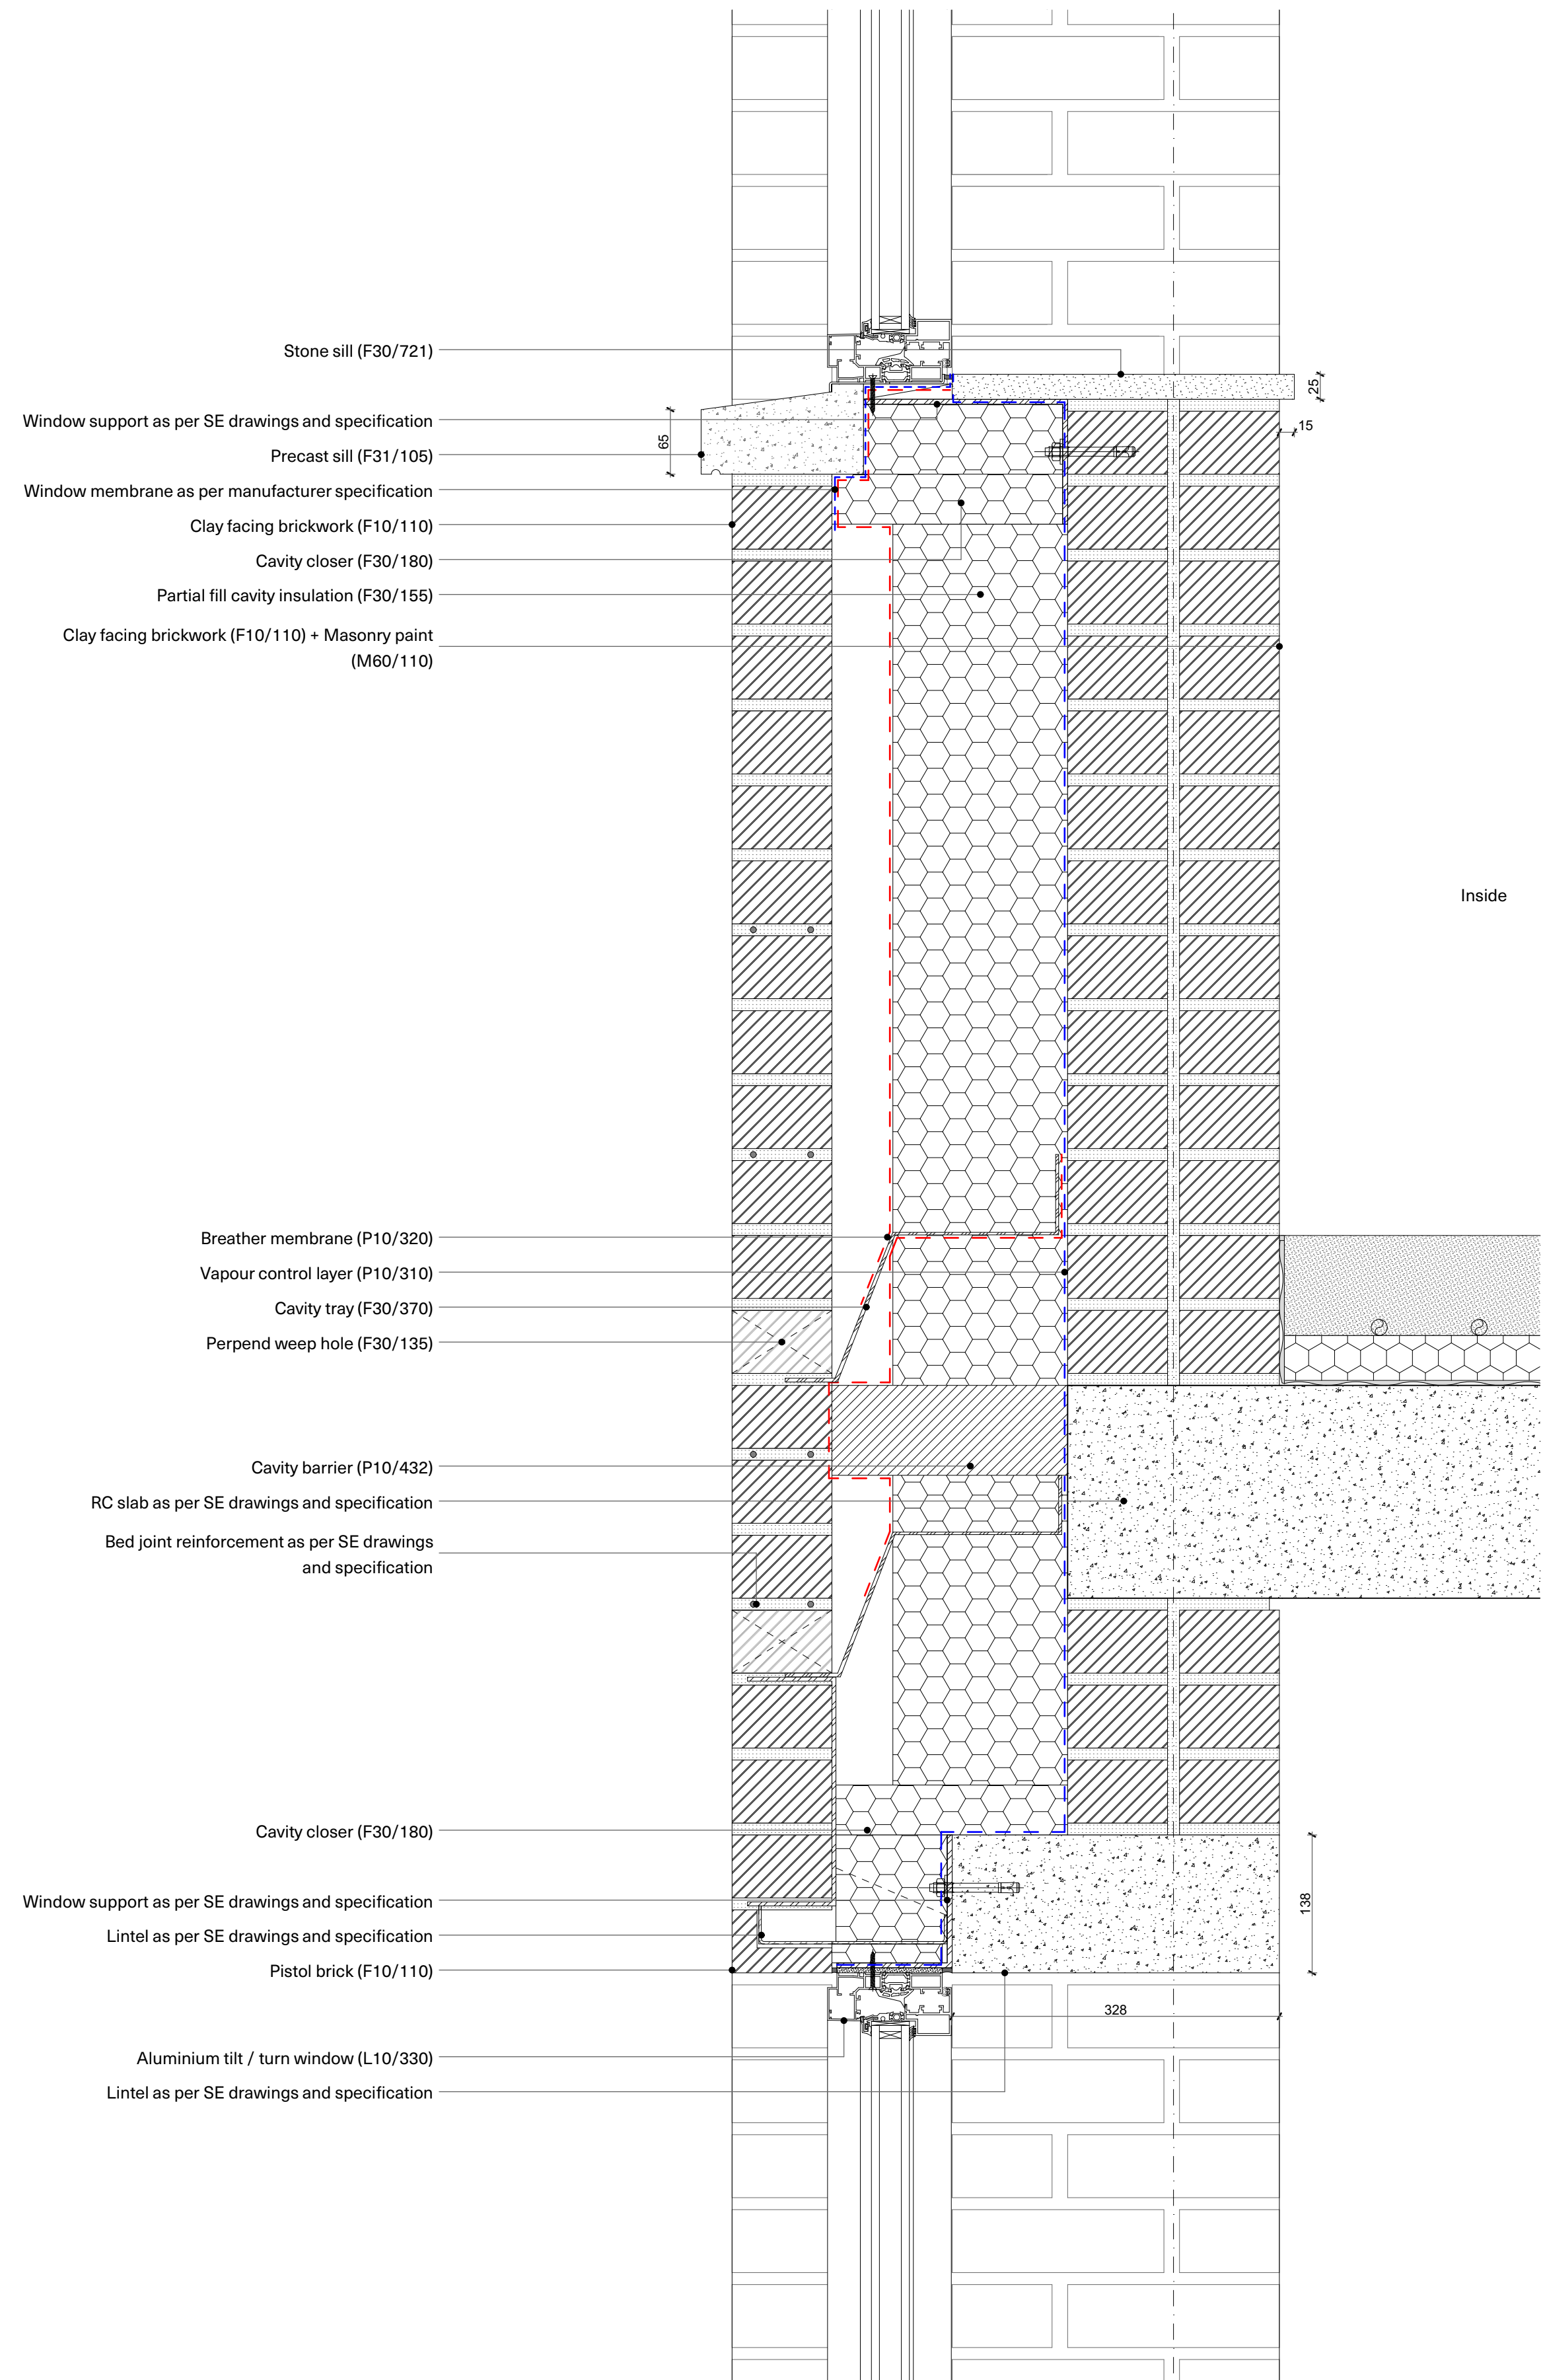 Stone sill (F30/721)
25
Window support as per SE drawings and specification
15
65
Precast sill (F31/105)
Window membrane as per manufacturer specification
Clay facing brickwork (F10/110)
Cavity closer (F30/180)
Partial fill cavity insulation (F30/155)
Clay facing brickwork (F10/110) + Masonry paint
(M60/110)
Inside
Breather membrane (P10/320)
Vapour control layer (P10/310)
Cavity tray (F30/370)
Perpend weep hole (F30/135)
Cavity barrier (P10/432)
RC slab as per SE drawings and specification
Bed joint reinforcement as per SE drawings
and specification
Cavity closer (F30/180)
Window support as per SE drawings and specification
138
Lintel as per SE drawings and specification
Pistol brick (F10/110)
328
Aluminium tilt / turn window (L10/330)
Lintel as per SE drawings and specification